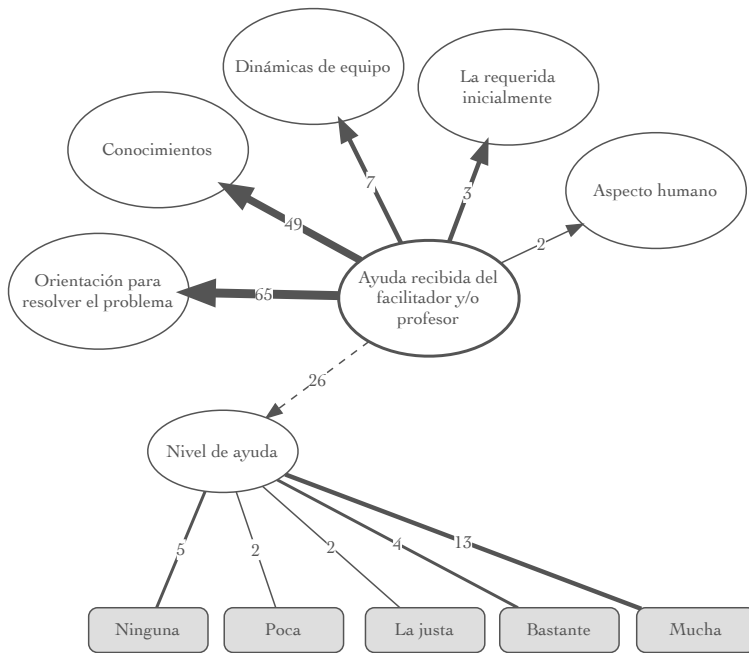 Dinámicas de equipo
La requerida
inicialmente
Conocimientos
Aspecto humano
7
3
49
2
Orientación para
resolver el problema
65
Ayuda recibida del
facilitador y/o
profesor
26
Nivel de ayuda
5
2
2
4
13
Ninguna
Poca
La justa
Bastante
Mucha